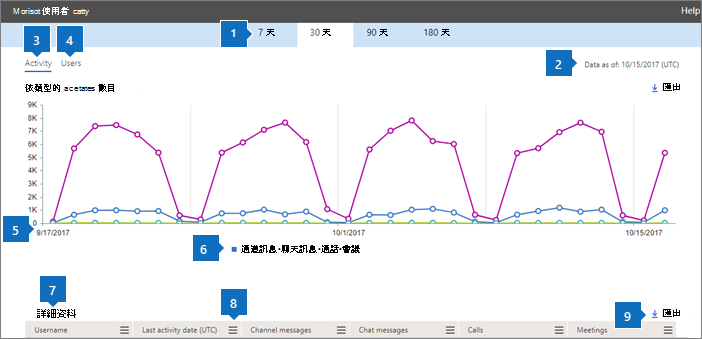 Morisot 使用者 catty
Help
1
7 天
30 天
90 天
180 天
3
4
2
Activity
Users
Data as of: 10/15/2017 (UTC)
依類型的 acetates 數目
匯出
9K
8K
7K
6K
5K
4K
3K
2K
1K
0
5
9/17/2017
10/1/2017
10/15/2017
6
通道訊息•聊天訊息•通話•會議
7
8
9
詳細資料
匯出
Username
Last activity date (UTC)
Channel messages
Chat messages
Calls
Meetings